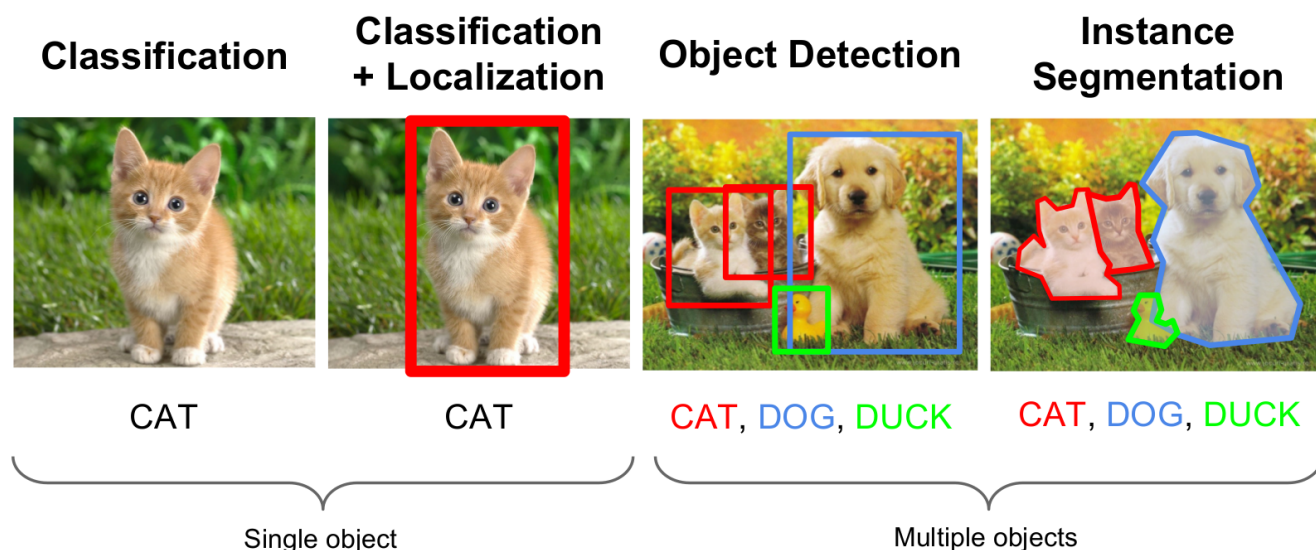 Classification
Classification
+ Localization
Object Detection
Instance
Segmentation
CAT
CAT
CAT, DOG, DUCK
CAT, DOG, DUCK
Single object
Multiple objects